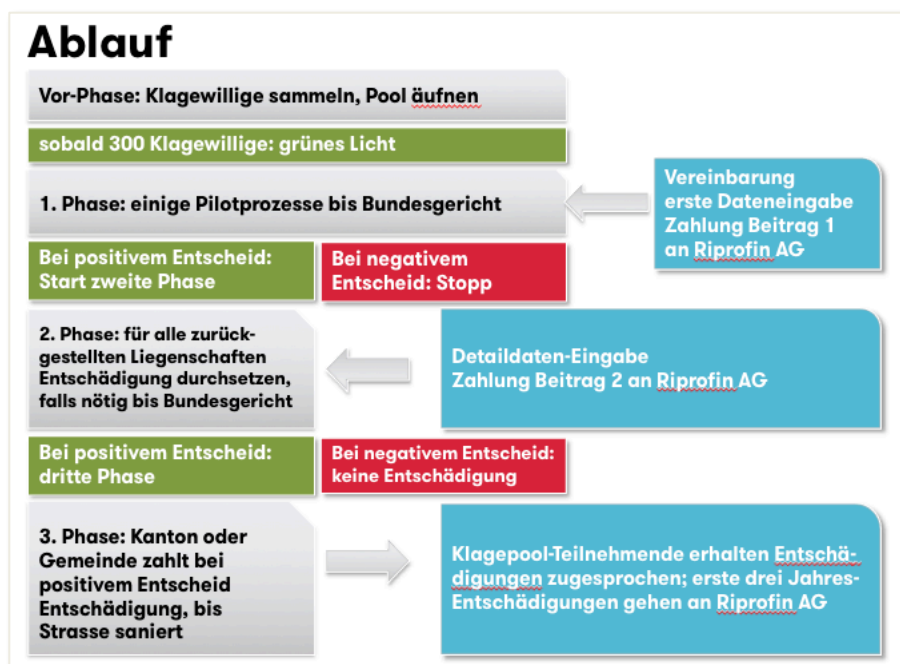 Ablauf
Vor-Phase: Klagewillige sammeln, Pool äufnen
sobald 300 Klagewillige: grünes Licht
1. Phase: einige Pilotprozesse bis Bundesgericht
Vereinbarung
erste Dateneingabe
Zahlung Beitrag 1
an Riprofin AG
Bei positivem Entscheid:
Start zweite Phase
Bei negativem
Entscheid: Stopp
2. Phase: für alle zurück-
gestellten Liegenschaften
Entschädigung durchsetzen,
falls nötig bis Bundesgericht
Detaildaten-Eingabe
Zahlung Beitrag 2 an Riprofin AG
Bei positivem Entscheid:
dritte Phase
Bei negativem Entscheid:
keine Entschädigung
3. Phase: Kanton oder
Gemeinde zahlt bei
positivem Entscheid
Entschädigung, bis
Strasse saniert
Klagepool-Teilnehmende erhalten Entschä-
digungen zugesprochen; erste drei Jahres-
Entschädigungen gehen an Riprofin AG